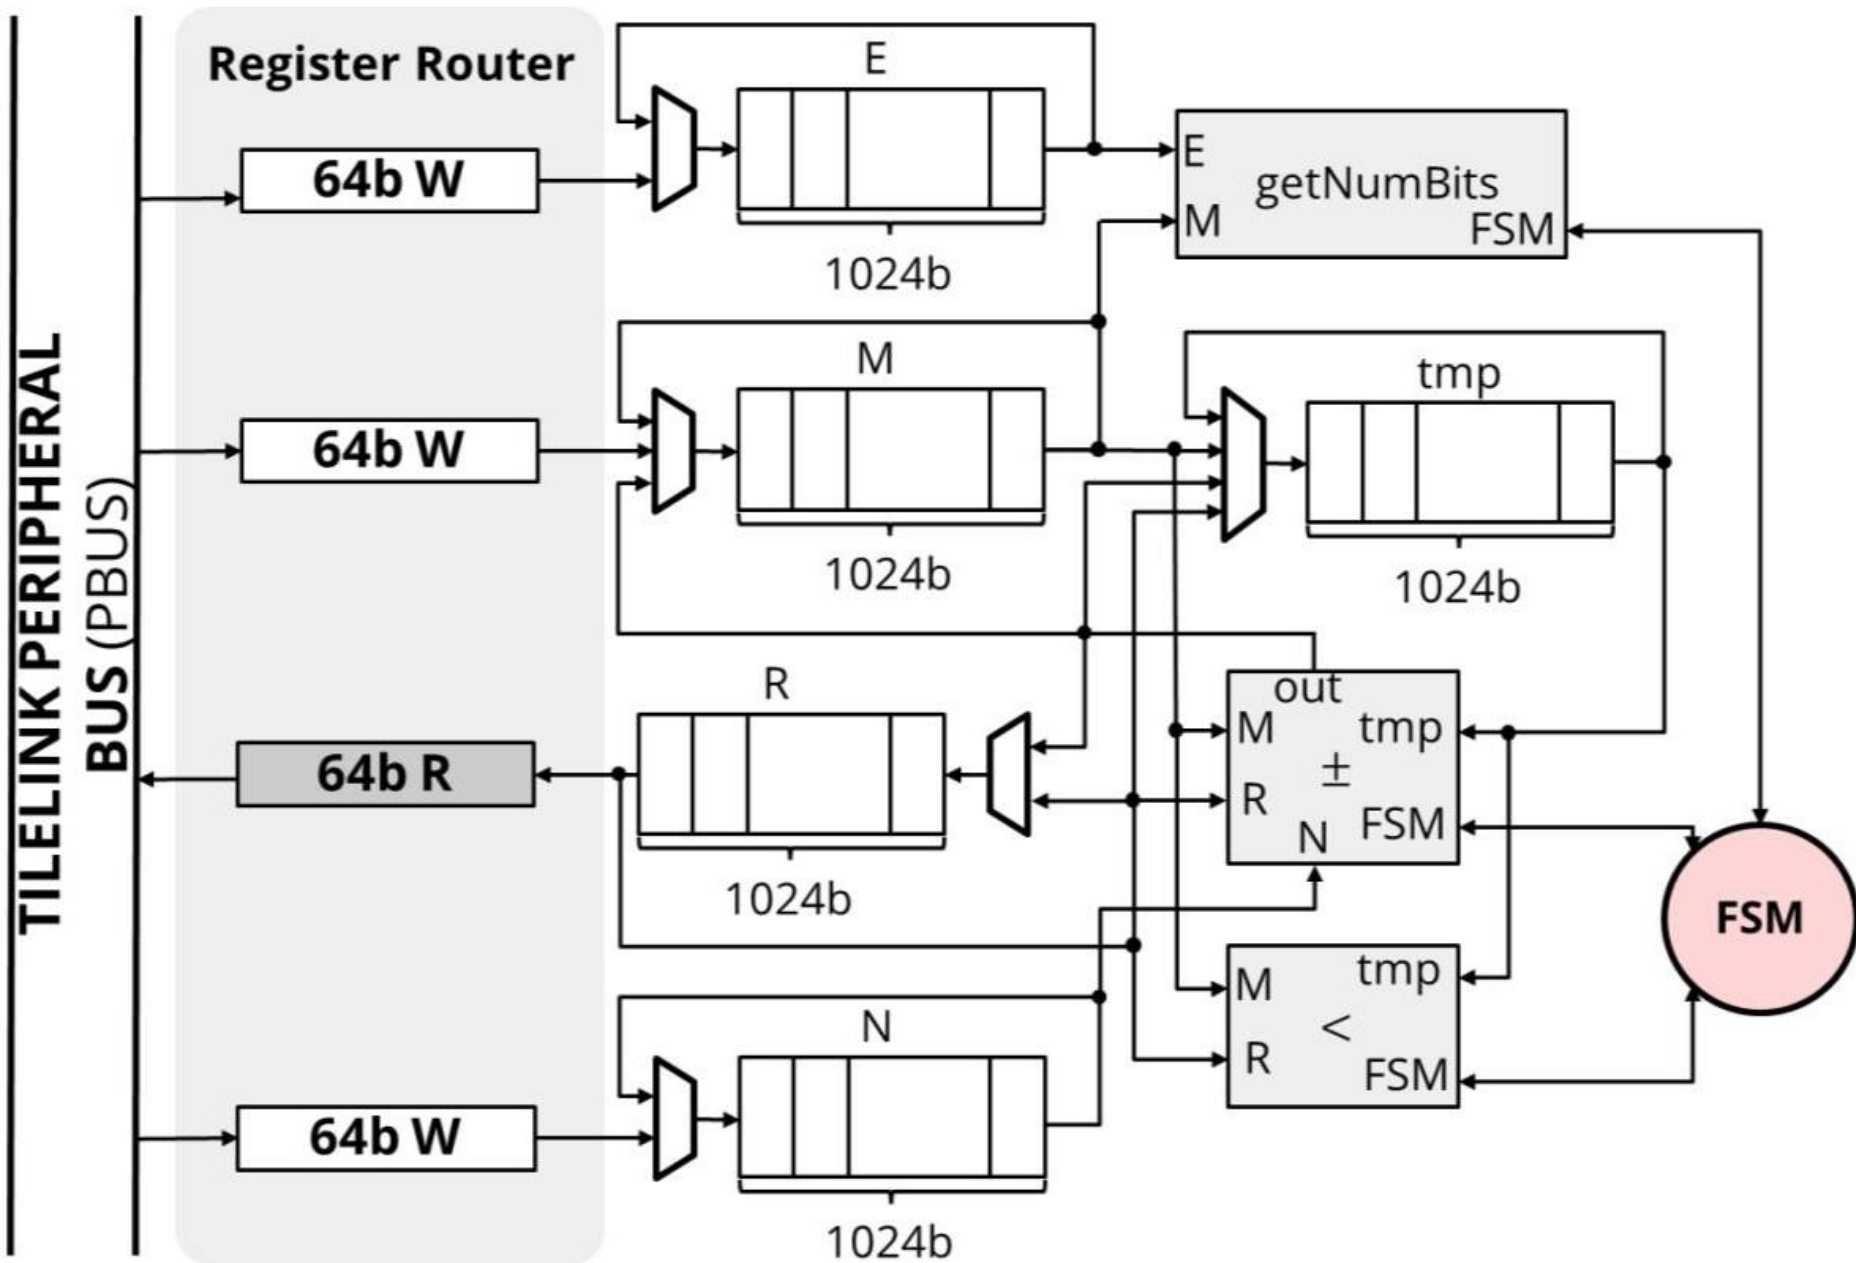 TILELINK PERIPHERAL
BUS (PBUS)
Register Router
64b W
64b W
64b R
64b W
E
1024b
M
1024b
R
1024b
N
1024b
E
M
getNumBits
FSM
tmp
1024b
out
M
tmp
±
R
FSM
N
M
tmp
<
R
FSM
FSM